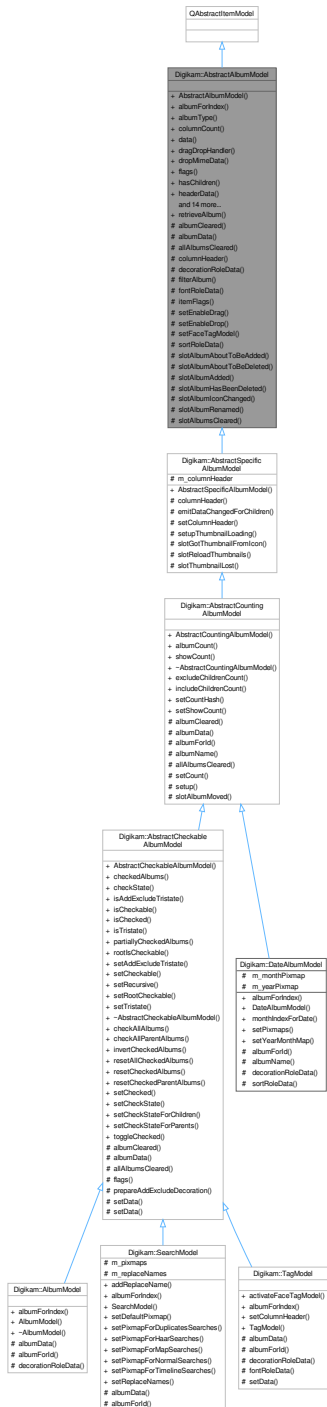 QAbstractItemModel
Digikam::AbstractAlbumModel
+ AbstractAlbumModel()
+ albumForIndex()
+ albumType()
+ columnCount()
+ data()
+ dragDropHandler()
+ dropMimeData()
+ flags()
+ hasChildren()
+ headerData()
and 14 more...
+ retrieveAlbum()
# albumCleared()
# albumData()
# allAlbumsCleared()
# columnHeader()
# decorationRoleData()
# filterAlbum()
# fontRoleData()
# itemFlags()
# setEnableDrag()
# setEnableDrop()
# setFaceTagModel()
# sortRoleData()
# slotAlbumAboutToBeAdded()
# slotAlbumAboutToBeDeleted()
# slotAlbumAdded()
# slotAlbumHasBeenDeleted()
# slotAlbumIconChanged()
# slotAlbumRenamed()
# slotAlbumsCleared()
Digikam::AbstractSpecific
AlbumModel
# m_columnHeader
+ AbstractSpecificAlbumModel()
# columnHeader()
# emitDataChangedForChildren()
# setColumnHeader()
# setupThumbnailLoading()
# slotGotThumbnailFromIcon()
# slotReloadThumbnails()
# slotThumbnailLost()
Digikam::AbstractCounting
AlbumModel
+ AbstractCountingAlbumModel()
+ albumCount()
+ showCount()
+ ~AbstractCountingAlbumModel()
+ excludeChildrenCount()
+ includeChildrenCount()
+ setCountHash()
+ setShowCount()
# albumCleared()
# albumData()
# albumForId()
# albumName()
# allAlbumsCleared()
# setCount()
# setup()
# slotAlbumMoved()
Digikam::AbstractCheckable
AlbumModel
+ AbstractCheckableAlbumModel()
+ checkedAlbums()
+ checkState()
+ isAddExcludeTristate()
+ isCheckable()
+ isChecked()
+ isTristate()
+ partiallyCheckedAlbums()
+ rootIsCheckable()
+ setAddExcludeTristate()
+ setCheckable()
+ setRecursive()
+ setRootCheckable()
+ setTristate()
+ ~AbstractCheckableAlbumModel()
+ checkAllAlbums()
+ checkAllParentAlbums()
+ invertCheckedAlbums()
+ resetAllCheckedAlbums()
+ resetCheckedAlbums()
+ resetCheckedParentAlbums()
+ setChecked()
+ setCheckState()
+ setCheckStateForChildren()
+ setCheckStateForParents()
+ toggleChecked()
# albumCleared()
# albumData()
# allAlbumsCleared()
# flags()
# prepareAddExcludeDecoration()
# setData()
# setData()
Digikam::DateAlbumModel
# m_monthPixmap
# m_yearPixmap
+ albumForIndex()
+ DateAlbumModel()
+ monthIndexForDate()
+ setPixmaps()
+ setYearMonthMap()
# albumForId()
# albumName()
# decorationRoleData()
# sortRoleData()
Digikam::AlbumModel
+ albumForIndex()
+ AlbumModel()
+ ~AlbumModel()
# albumData()
# albumForId()
# decorationRoleData()
Digikam::SearchModel
# m_pixmaps
# m_replaceNames
+ addReplaceName()
+ albumForIndex()
+ SearchModel()
+ setDefaultPixmap()
+ setPixmapForDuplicatesSearches()
+ setPixmapForHaarSearches()
+ setPixmapForMapSearches()
+ setPixmapForNormalSearches()
+ setPixmapForTimelineSearches()
+ setReplaceNames()
# albumData()
# albumForId()
Digikam::TagModel
+ activateFaceTagModel()
+ albumForIndex()
+ setColumnHeader()
+ TagModel()
# albumData()
# albumForId()
# decorationRoleData()
# fontRoleData()
# setData()